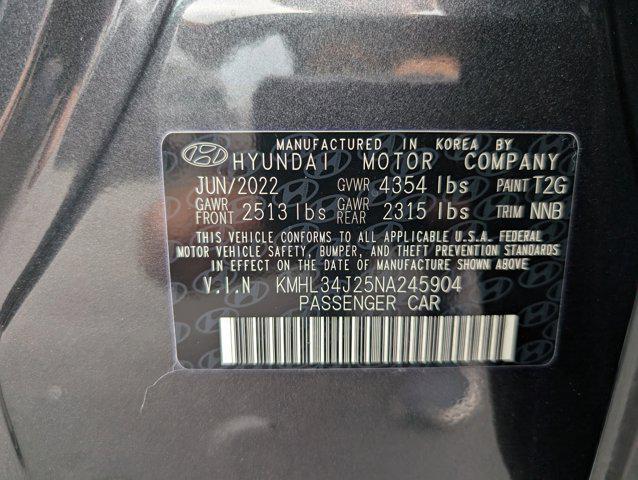 MANUFACTURED IN KOREA BY
HYUNDAI MOTOR COMPANY
JUN/2022 GVWR 4354 lbs PAINT T2G
GAWR FRONT 2513 lbs GAWR REAR 2315 lbs TRIM NNB
THIS VEHICLE CONFORMS TO ALL APPLICABLE U.S.A. FEDERAL
MOTOR VEHICLE SAFETY, BUMPER, AND THEFT PREVENTION STANDARDS
IN EFFECT ON THE DATE OF MANUFACTURE SHOWN ABOVE
V.I.N KMHL34J25NA245904
PASSENGER CAR